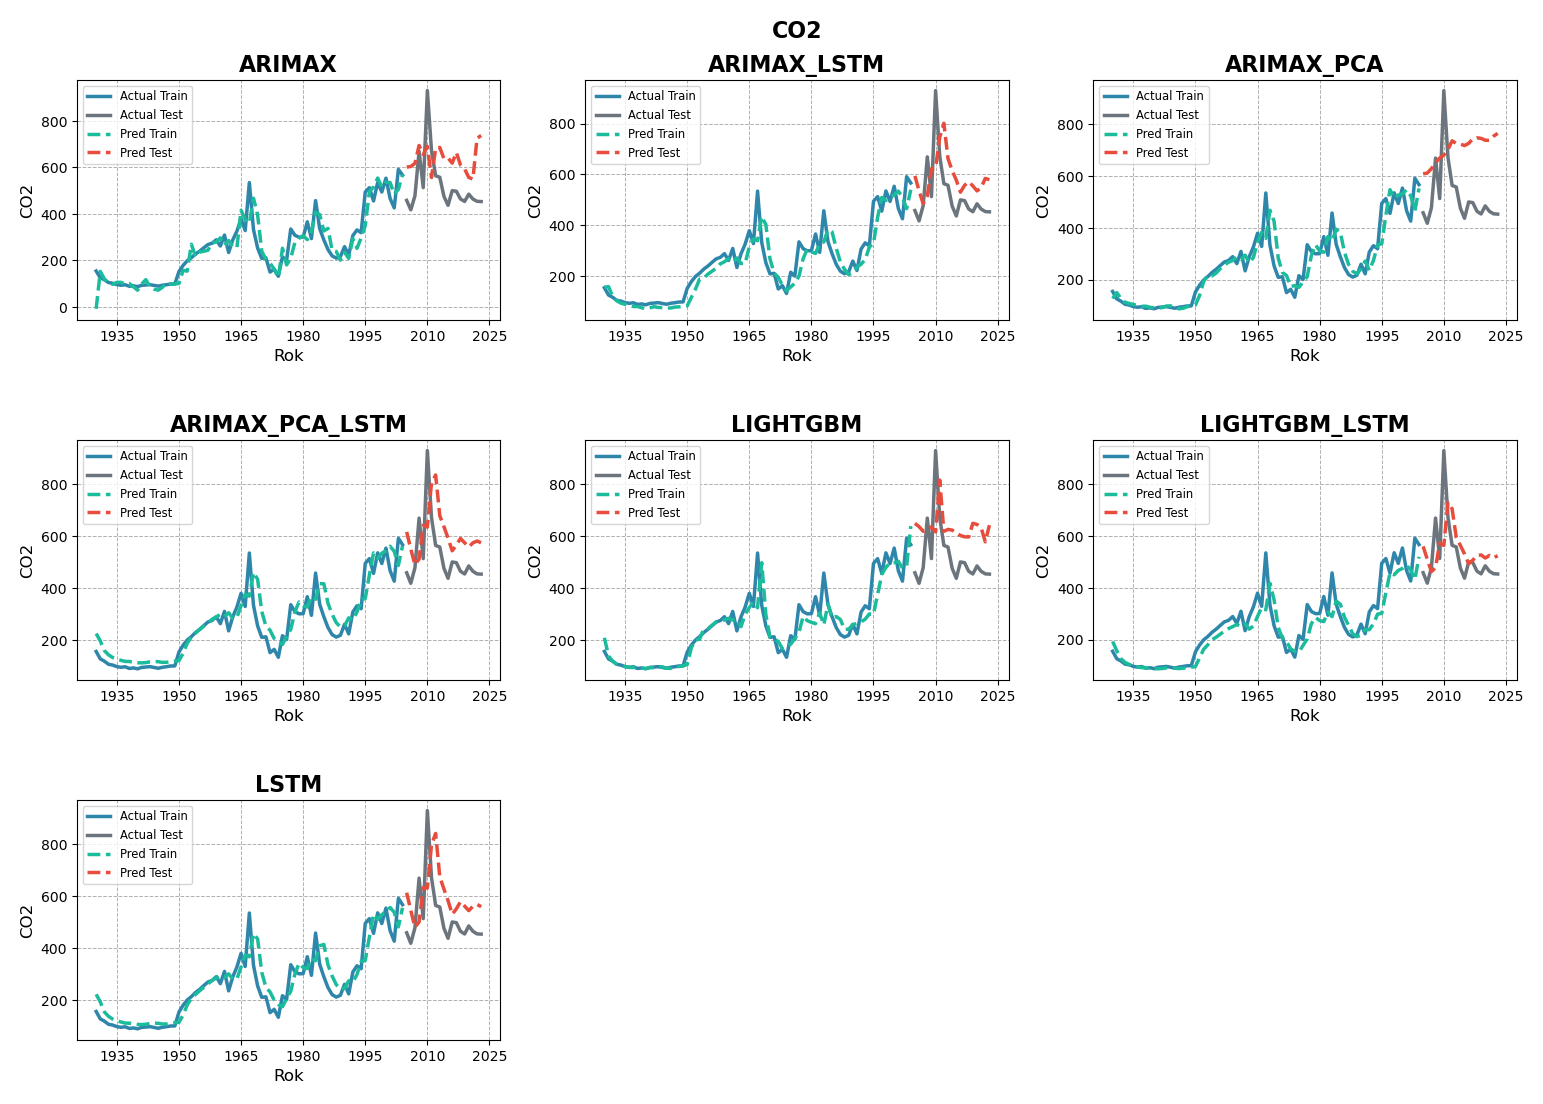 CO2
ARIMAX
Actual Train
Actual Test
Pred Train
Pred Test
CO2
800
600
400
200
0
1935 1950 1965 1980 1995 2010 2025
Rok
ARIMAX_LSTM
Actual Train
Actual Test
Pred Train
Pred Test
CO2
800
600
400
200
1935 1950 1965 1980 1995 2010 2025
Rok
ARIMAX_PCA
Actual Train
Actual Test
Pred Train
Pred Test
CO2
800
600
400
200
1935 1950 1965 1980 1995 2010 2025
Rok
ARIMAX_PCA_LSTM
Actual Train
Actual Test
Pred Train
Pred Test
CO2
800
600
400
200
1935 1950 1965 1980 1995 2010 2025
Rok
LIGHTGBM
Actual Train
Actual Test
Pred Train
Pred Test
CO2
800
600
400
200
1935 1950 1965 1980 1995 2010 2025
Rok
LIGHTGBM_LSTM
Actual Train
Actual Test
Pred Train
Pred Test
CO2
800
600
400
200
1935 1950 1965 1980 1995 2010 2025
Rok
LSTM
Actual Train
Actual Test
Pred Train
Pred Test
CO2
800
600
400
200
1935 1950 1965 1980 1995 2010 2025
Rok